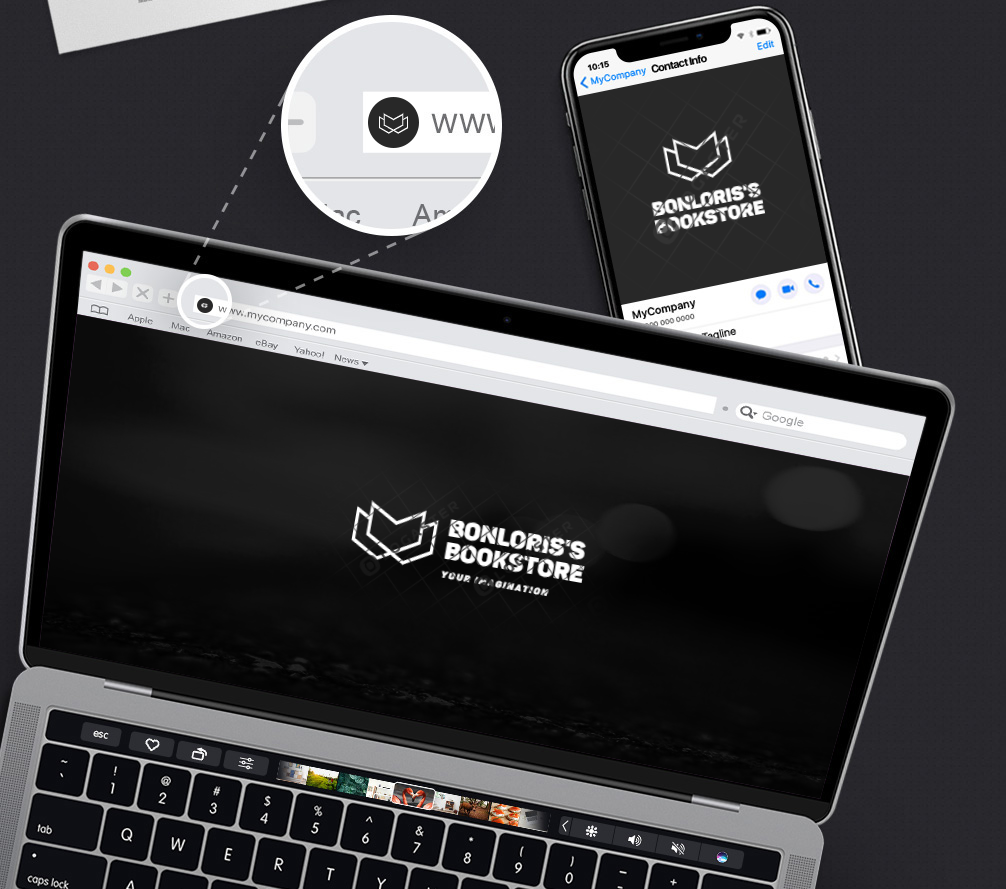 WWW
Am
10:15
MyCompany Contact Info Edit
BONLORIS'S
BOOKSTORE
MyCompany
000 000 0000
Tagline
www.mycompany.com
Google
Apple Mac Amazon eBay Yahoo! News
BONLORIS'S
BOOKSTORE
YOUR IMAGINATION
esc
~ ! @ # $ % ^ & * ( ) – +
` 1 2 3 4 5 6 7 8 9 0
tab Q W E R T Y
caps lock A